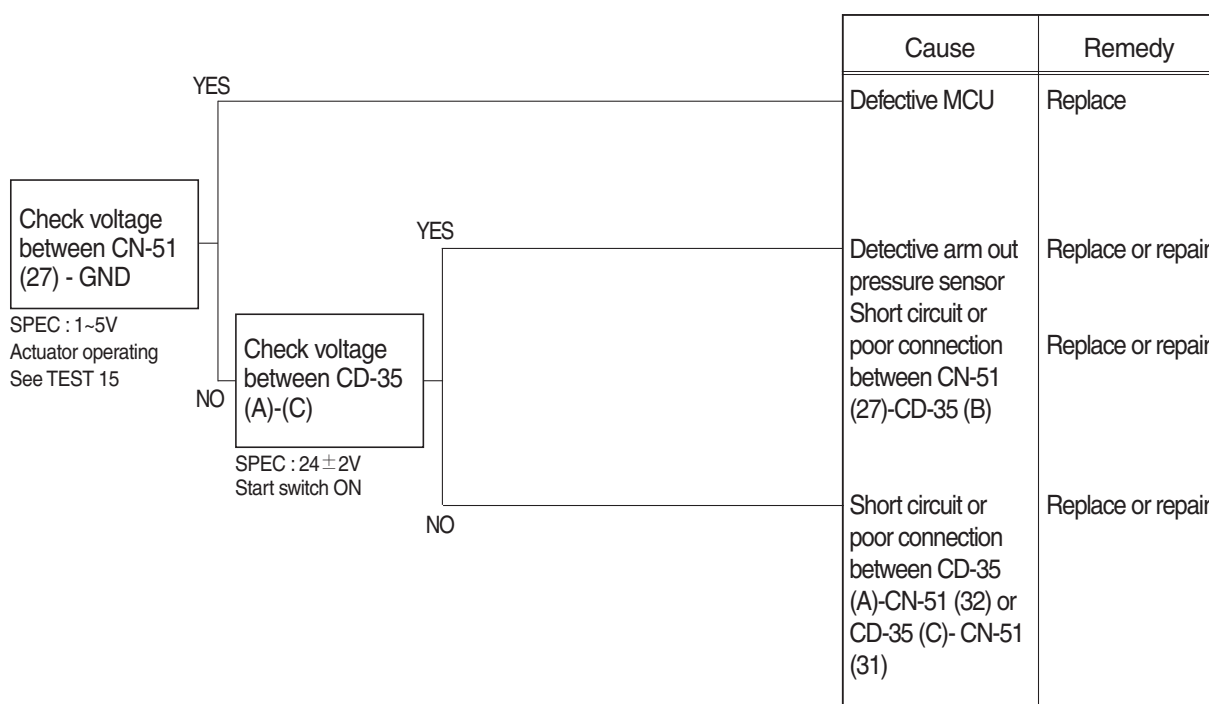 Cause
Remedy
YES
Defective MCU
Replace
Check voltage
between CN-51
(27) - GND
SPEC : 1~5V
Actuator operating
See TEST 15
YES
Detective arm out
pressure sensor
Replace or repair
Short circuit or
poor connection
between CN-51
(27)-CD-35 (B)
Replace or repair
NO
Check voltage
between CD-35
(A)-(C)
SPEC : 24±2V
Start switch ON
NO
Short circuit or
poor connection
between CD-35
(A)-CN-51 (32) or
CD-35 (C)- CN-51
(31)
Replace or repair